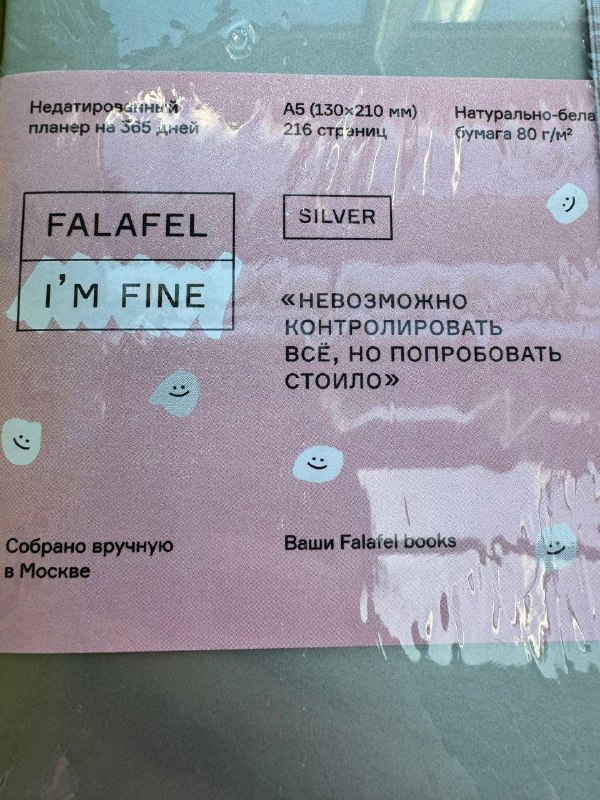 Недатированный
планер на 365 дней
А5 (130×210 мм)
216 страниц
Натурально-бела
бумага 80 г/м²
FALAFEL
I'M FINE
SILVER
«НЕВОЗМОЖНО
КОНТРОЛИРОВАТЬ
ВСЁ, НО ПОПРОБОВАТЬ
СТОИЛО»
Собрано вручную
в Москве
Ваши Falafel books